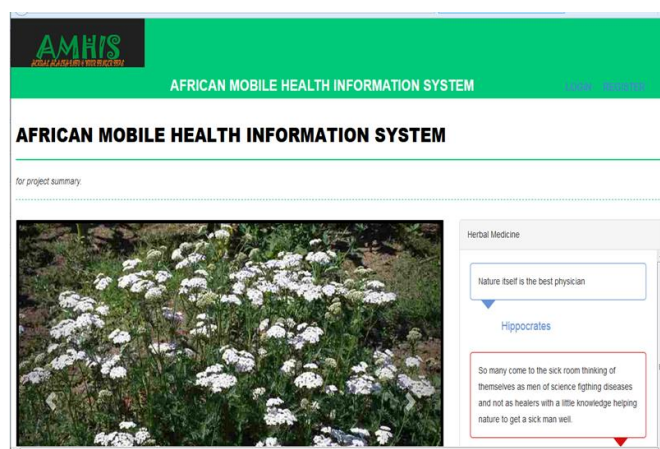 AMHIS
AFRICAN MOBILE HEALTH INFORMATION SYSTEM
LOGIN REGISTER
AFRICAN MOBILE HEALTH INFORMATION SYSTEM
for project summary.
Herbal Medicine
Nature itself is the best physician
Hippocrates
So many come to the sick room thinking of
themselves as men of science figthing diseases
and not as healers with a little knowledge helping
nature to get a sick man well.